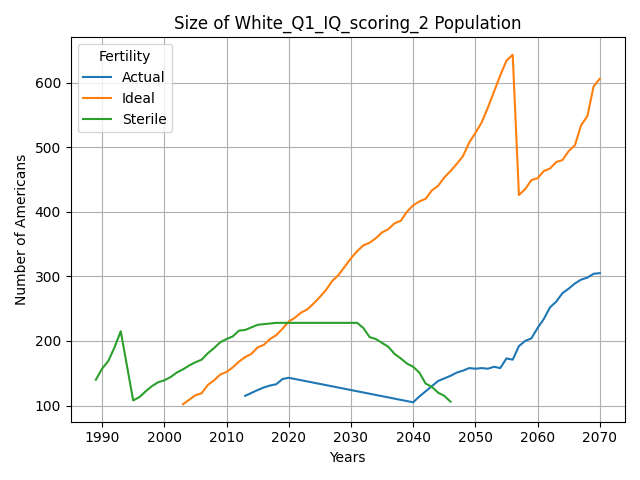 Size of White_Q1_IQ_scoring_2 Population
Fertility
Actual
Ideal
Sterile
Number of Americans
600
500
400
300
200
100
1990 2000 2010 2020 2030 2040 2050 2060 2070
Years